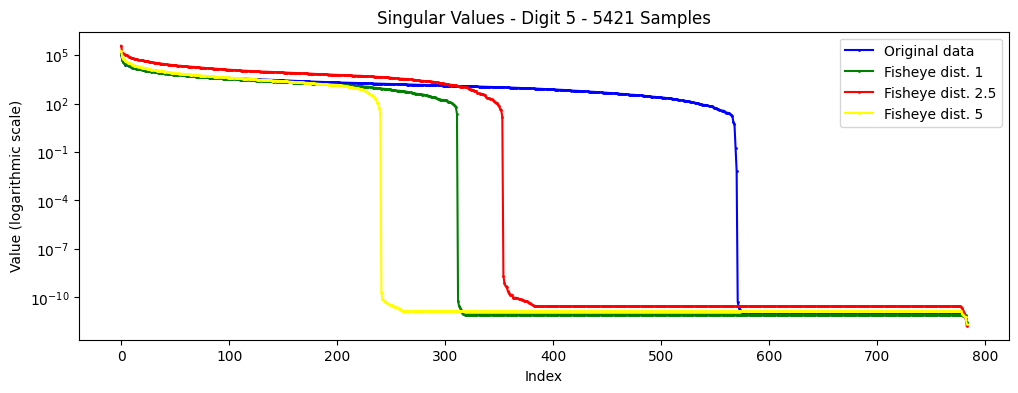 Singular Values - Digit 5 - 5421 Samples
Value (logarithmic scale)
10^5
10^2
10^-1
10^-4
10^-7
10^-10
Original data
Fisheye dist. 1
Fisheye dist. 2.5
Fisheye dist. 5
0 100 200 300 400 500 600 700 800
Index